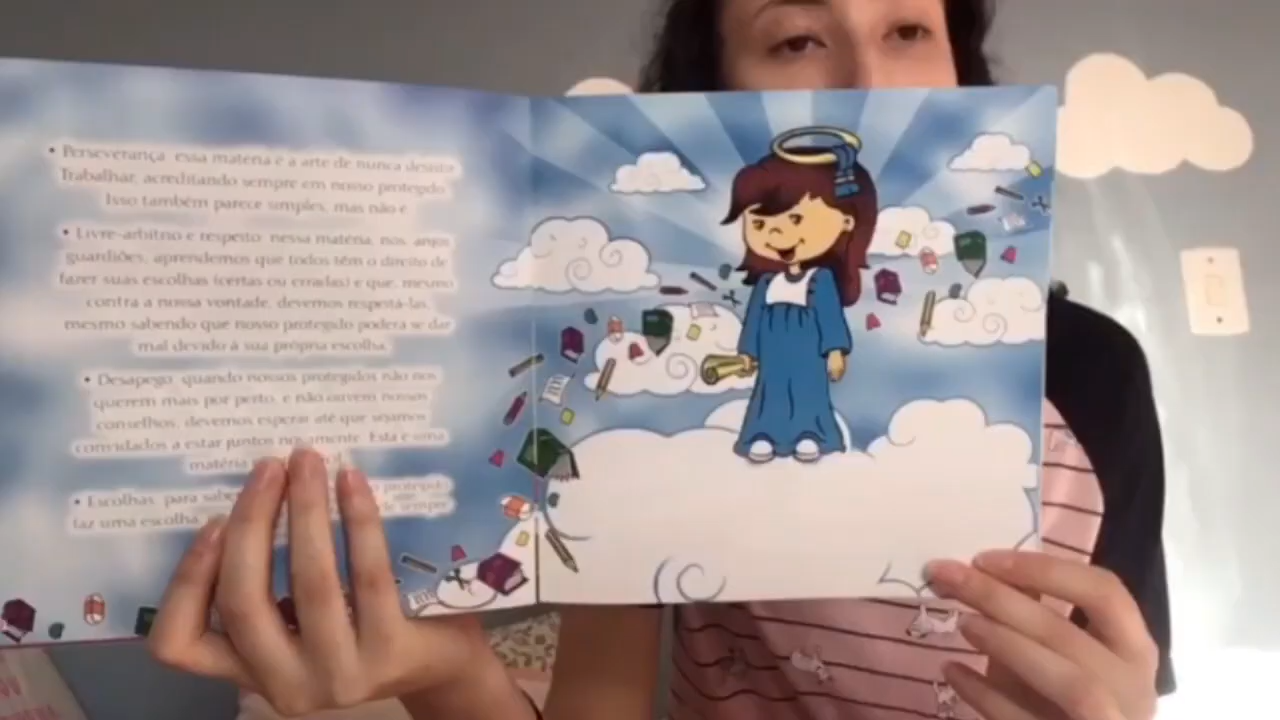 • Perseverança: essa matéria é a arte de nunca desistir.
Trabalhar, acreditando sempre em nosso protegido.
Isso também parece simples, mas não é.
• Livre-arbítrio e respeito: nessa matéria, nós, anjos
guardiões, aprendemos que todos têm o direito de
fazer suas escolhas (certas ou erradas) e que, mesmo
contra a nossa vontade, devemos respeitá-las,
mesmo sabendo que nosso protegido poderá se dar
mal devido à sua própria escolha.
• Desapego: quando nossos protegidos não nos
querem mais por perto, e não ouvem nossos
conselhos, devemos esperar até que sejamos
convidados a estar juntos novamente. Esta é uma
matéria
• Escolhas: para protegido
faz uma escolha, sempre